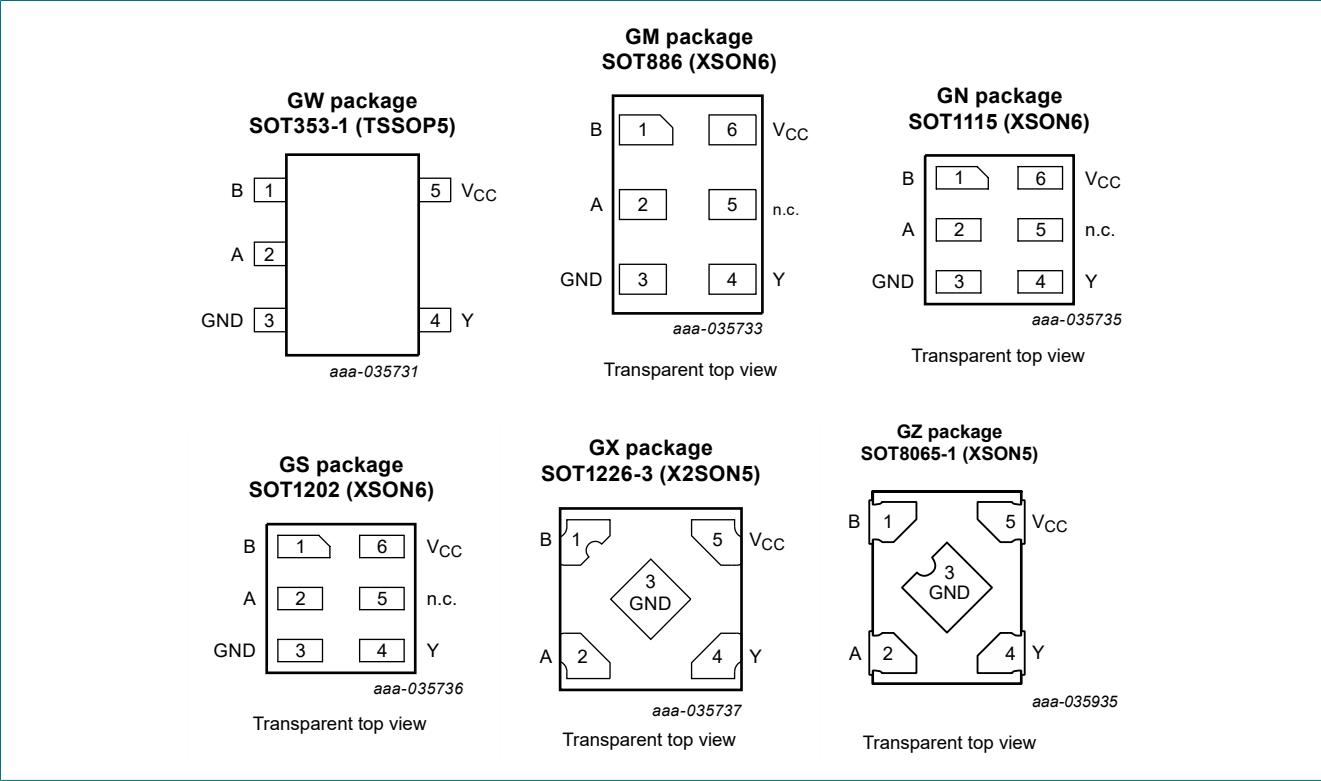 GW package
SOT353-1 (TSSOP5)
B 1
5 VCC
A 2
GND 3
4 Y
aaa-035731
GM package
SOT886 (XSON6)
B 1 6 VCC
A 2 5 n.c.
GND 3 4 Y
aaa-035733
Transparent top view
GN package
SOT1115 (XSON6)
B 1 6 VCC
A 2 5 n.c.
GND 3 4 Y
aaa-035735
Transparent top view
GS package
SOT1202 (XSON6)
B 1 6 VCC
A 2 5 n.c.
GND 3 4 Y
aaa-035736
Transparent top view
GX package
SOT1226-3 (X2SON5)
B 1 5 VCC
3
GND
A 2 4 Y
aaa-035737
Transparent top view
GZ package
SOT8065-1 (XSON5)
B 1 5 VCC
3
GND
A 2 4 Y
aaa-035935
Transparent top view